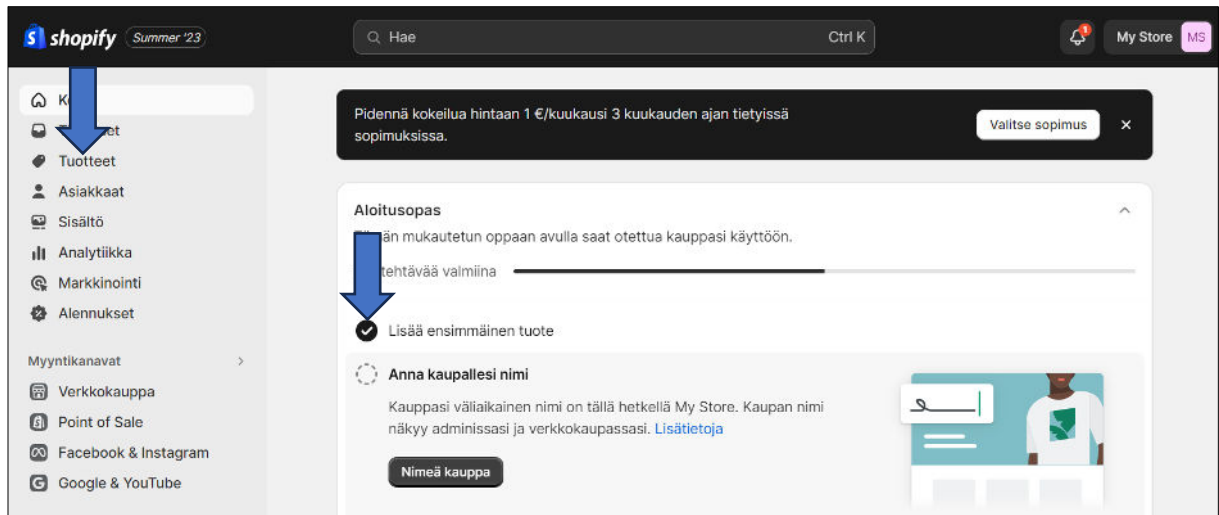 shopify Summer '23
Hae Ctrl K
1
My Store MS
Tuotteet
Asiakkaat
Sisältö
Analytiikka
Markkinointi
Alennukset
Myyntikanavat
Verkkokauppa
Point of Sale
Facebook & Instagram
Google & YouTube
Pidennä kokeilua hintaan 1 €/kuukausi 3 kuukauden ajan tietyissä
sopimuksissa.
Valitse sopimus
Aloitusopas
mukautetun oppaan avulla saat otettua kauppasi käyttöön.
tehtävää valmiina
Lisää ensimmäinen tuote
Anna kaupallesi nimi
Kauppasi väliaikainen nimi on tällä hetkellä My Store. Kaupan nimi
näkyy adminissasi ja verkkokaupassasi. Lisätietoja
Nimeä kauppa